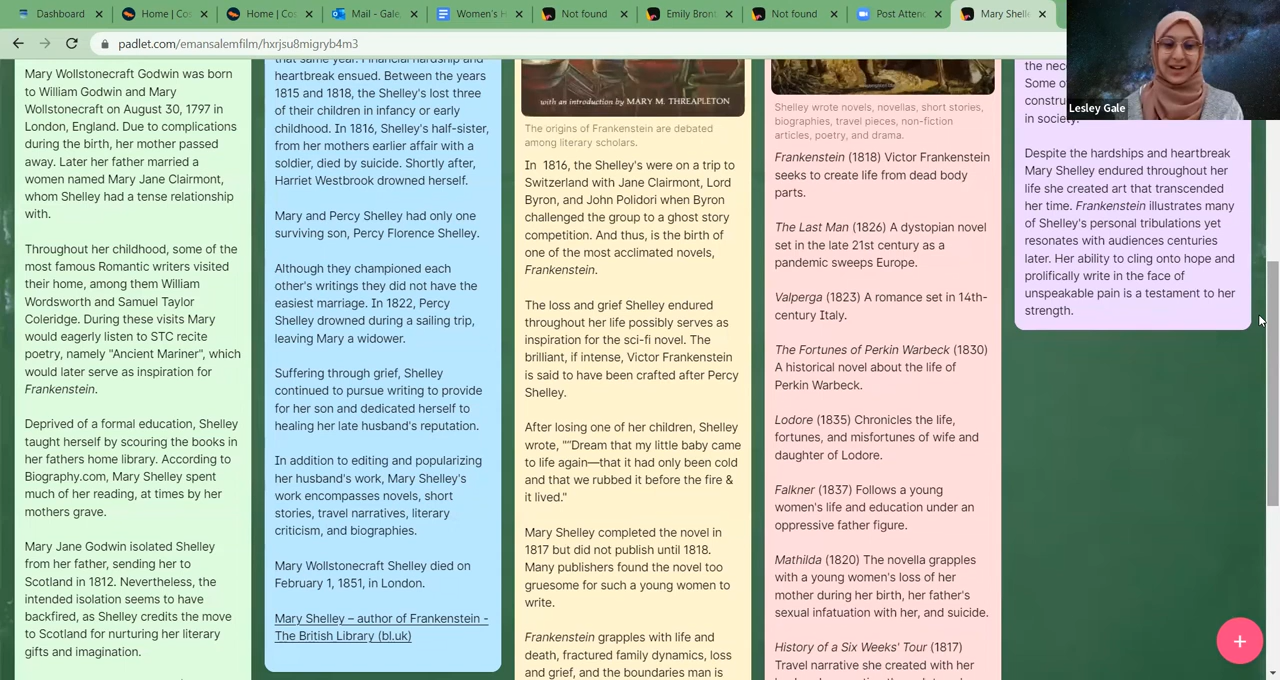 Dashboard
Home | Cos
Home | Cos
Mail - Gale,
Women's H
Not found
Emily Bront
Not found
Post Attend
Mary Shelle
padlet.com/emansalemfilm/hxrjsu8migryb4m3
Lesley Gale
Mary Wollstonecraft Godwin was born
to William Godwin and Mary
Wollstonecraft on August 30, 1797 in
London, England. Due to complications
during the birth, her mother passed
away. Later her father married a
women named Mary Jane Clairmont,
whom Shelley had a tense relationship
with.
Throughout her childhood, some of the
most famous Romantic writers visited
their home, among them William
Wordsworth and Samuel Taylor
Coleridge. During these visits Mary
would eagerly listen to STC recite
poetry, namely "Ancient Mariner", which
would later serve as inspiration for
Frankenstein.
Deprived of a formal education, Shelley
taught herself by scouring the books in
her fathers home library. According to
Biography.com, Mary Shelley spent
much of her reading, at times by her
mothers grave.
Mary Jane Godwin isolated Shelley
from her father, sending her to
Scotland in 1812. Nevertheless, the
intended isolation seems to have
backfired, as Shelley credits the move
to Scotland for nurturing her literary
gifts and imagination.
that same year. Financial hardship and
heartbreak ensued. Between the years
1815 and 1818, the Shelley's lost three
of their children in infancy or early
childhood. In 1816, Shelley's half-sister,
from her mothers earlier affair with a
soldier, died by suicide. Shortly after,
Harriet Westbrook drowned herself.
Mary and Percy Shelley had only one
surviving son, Percy Florence Shelley.
Although they championed each
other's writings they did not have the
easiest marriage. In 1822, Percy
Shelley drowned during a sailing trip,
leaving Mary a widower.
Suffering through grief, Shelley
continued to pursue writing to provide
for her son and dedicated herself to
healing her late husband's reputation.
In addition to editing and popularizing
her husband's work, Mary Shelley's
work encompasses novels, short
stories, travel narratives, literary
criticism, and biographies.
Mary Wollstonecraft Shelley died on
February 1, 1851, in London.
Mary Shelley – author of Frankenstein -
The British Library (bl.uk)
with an introduction by MARY M. THREAPLETON
The origins of Frankenstein are debated
among literary scholars.
In  1816, the Shelley's were on a trip to
Switzerland with Jane Clairmont, Lord
Byron, and John Polidori when Byron
challenged the group to a ghost story
competition. And thus, is the birth of
one of the most acclimated novels,
Frankenstein.
The loss and grief Shelley endured
throughout her life possibly serves as
inspiration for the sci-fi novel. The
brilliant, if intense, Victor Frankenstein
is said to have been crafted after Percy
Shelley.
After losing one of her children, Shelley
wrote, "“Dream that my little baby came
to life again—that it had only been cold
and that we rubbed it before the fire &
it lived."
Mary Shelley completed the novel in
1817 but did not publish until 1818.
Many publishers found the novel too
gruesome for such a young women to
write.
Frankenstein grapples with life and
death, fractured family dynamics, loss
and grief, and the boundaries man is
Shelley wrote novels, novellas, short stories,
biographies, travel pieces, non-fiction
articles, poetry, and drama.
Frankenstein (1818) Victor Frankenstein
seeks to create life from dead body
parts.
The Last Man (1826) A dystopian novel
set in the late 21st century as a
pandemic sweeps Europe.
Valperga (1823) A romance set in 14th-
century Italy.
The Fortunes of Perkin Warbeck (1830)
A historical novel about the life of
Perkin Warbeck.
Lodore (1835) Chronicles the life,
fortunes, and misfortunes of wife and
daughter of Lodore.
Falkner (1837) Follows a young
women's life and education under an
oppressive father figure.
Mathilda (1820) The novella grapples
with a young women's loss of her
mother during her birth, her father's
sexual infatuation with her, and suicide.
History of a Six Weeks' Tour (1817)
Travel narrative she created with her
the nec
Some o
constru
in society.
Despite the hardships and heartbreak
Mary Shelley endured throughout her
life she created art that transcended
her time. Frankenstein illustrates many
of Shelley's personal tribulations yet
resonates with audiences centuries
later. Her ability to cling onto hope and
prolifically write in the face of
unspeakable pain is a testament to her
strength.